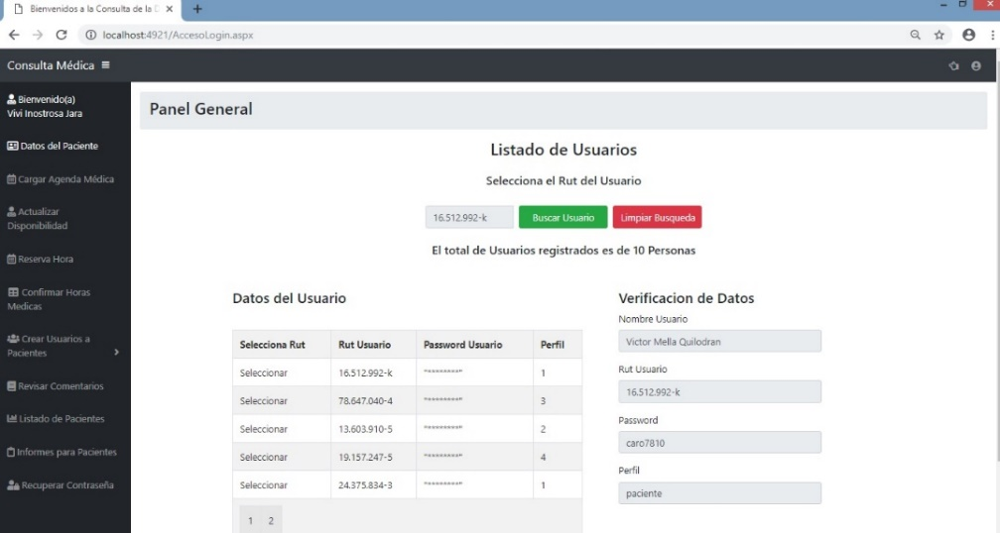 Bienvenidos a la Consulta de la D
localhost:4921/AccesoLogin.aspx
Consulta Médica
Bienvenido(a)
Vivi Inostrosa Jara
Datos del Paciente
Cargar Agenda Médica
Actualizar
Disponibilidad
Reserva Hora
Confirmar Horas
Medicas
Crear Usuarios a
Pacientes
Revisar Comentarios
Listado de Pacientes
Informes para Pacientes
Recuperar Contraseña
Panel General
Listado de Usuarios
Selecciona el Rut del Usuario
16.512.992-k Buscar Usuario Limpiar Busqueda
El total de Usuarios registrados es de 10 Personas
Datos del Usuario
Selecciona Rut Rut Usuario Password Usuario Perfil
Seleccionar 16.512.992-k "********" 1
Seleccionar 78.647.040-4 "********" 3
Seleccionar 13.603.910-5 "********" 2
Seleccionar 19.157.247-5 "********" 4
Seleccionar 24.375.834-3 "********" 1
1 2
Verificacion de Datos
Nombre Usuario
Victor Mella Quilodran
Rut Usuario
16.512.992-k
Password
caro7810
Perfil
paciente